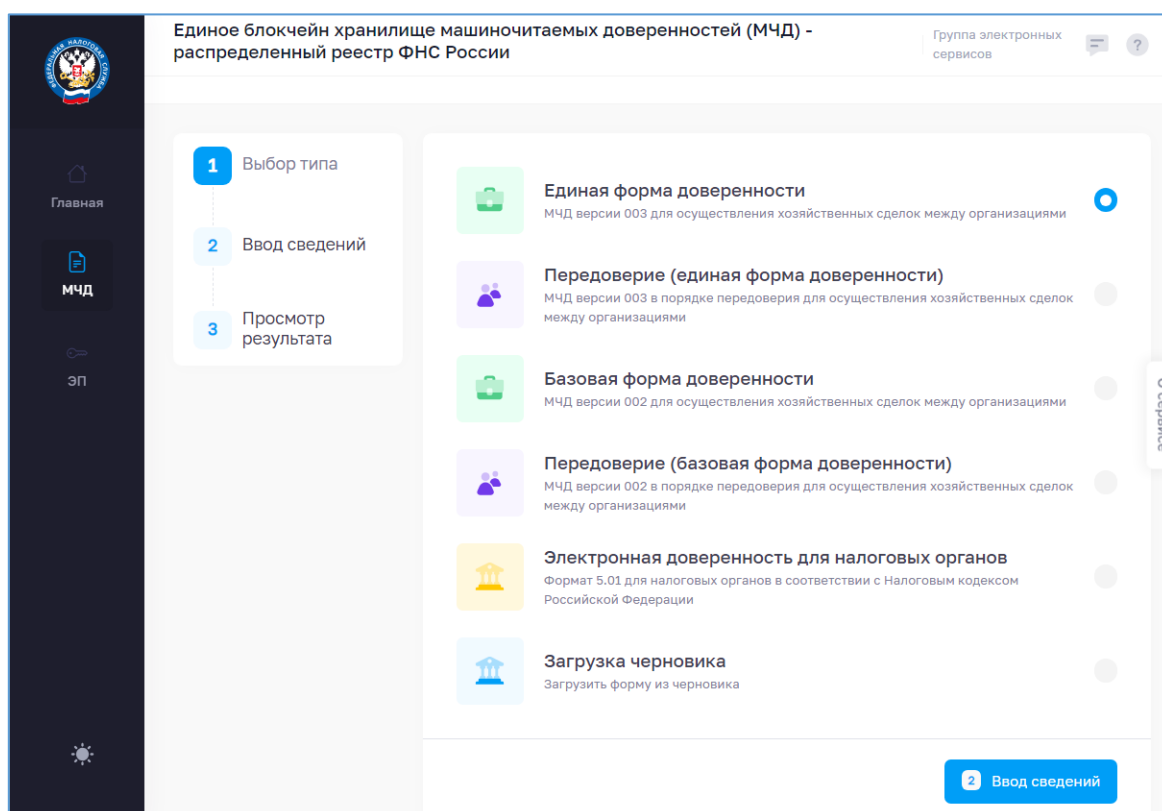 Единое блокчейн хранилище машиночитаемых доверенностей (МЧД) -
распределенный реестр ФНС России
Группа электронных
сервисов
?
ФЕДЕРАЛЬНАЯ НАЛОГОВАЯ СЛУЖБА
Главная
МЧД
ЭП
1 Выбор типа
2 Ввод сведений
3 Просмотр
результата
Единая форма доверенности
МЧД версии 003 для осуществления хозяйственных сделок между организациями
Передоверие (единая форма доверенности)
МЧД версии 003 в порядке передоверия для осуществления хозяйственных сделок
между организациями
Базовая форма доверенности
МЧД версии 002 для осуществления хозяйственных сделок между организациями
Передоверие (базовая форма доверенности)
МЧД версии 002 в порядке передоверия для осуществления хозяйственных сделок
между организациями
Электронная доверенность для налоговых органов
Формат 5.01 для налоговых органов в соответствии с Налоговым кодексом
Российской Федерации
Загрузка черновика
Загрузить форму из черновика
О сервисе
2 Ввод сведений